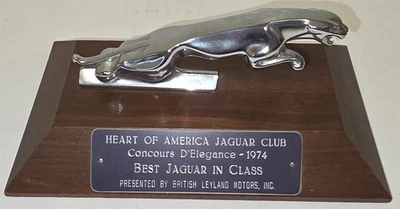 HEART OF AMERICA JAGUAR CLUB
Concours D'Elegance - 1974
BEST JAGUAR IN CLASS
PRESENTED BY BRITISH LEYLAND MOTORS, INC.